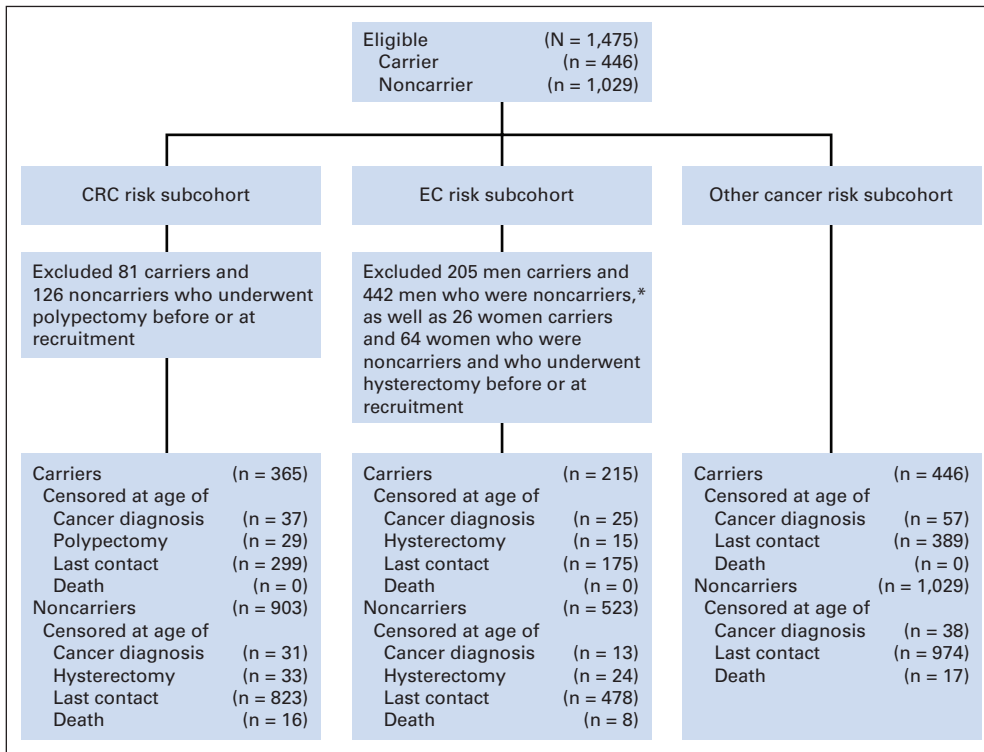 Eligible (N = 1,475)
Carrier (n = 446)
Noncarrier (n = 1,029)
CRC risk subcohort
EC risk subcohort
Other cancer risk subcohort
Excluded 81 carriers and
126 noncarriers who underwent
polypectomy before or at
recruitment
Excluded 205 men carriers and
442 men who were noncarriers,*
as well as 26 women carriers
and 64 women who were
noncarriers and who underwent
hysterectomy before or at
recruitment
Carriers (n = 365)
Censored at age of
Cancer diagnosis (n = 37)
Polypectomy (n = 29)
Last contact (n = 299)
Death (n = 0)
Noncarriers (n = 903)
Censored at age of
Cancer diagnosis (n = 31)
Hysterectomy (n = 33)
Last contact (n = 823)
Death (n = 16)
Carriers (n = 215)
Censored at age of
Cancer diagnosis (n = 25)
Hysterectomy (n = 15)
Last contact (n = 175)
Death (n = 0)
Noncarriers (n = 523)
Censored at age of
Cancer diagnosis (n = 13)
Hysterectomy (n = 24)
Last contact (n = 478)
Death (n = 8)
Carriers (n = 446)
Censored at age of
Cancer diagnosis (n = 57)
Last contact (n = 389)
Death (n = 0)
Noncarriers (n = 1,029)
Censored at age of
Cancer diagnosis (n = 38)
Last contact (n = 974)
Death (n = 17)